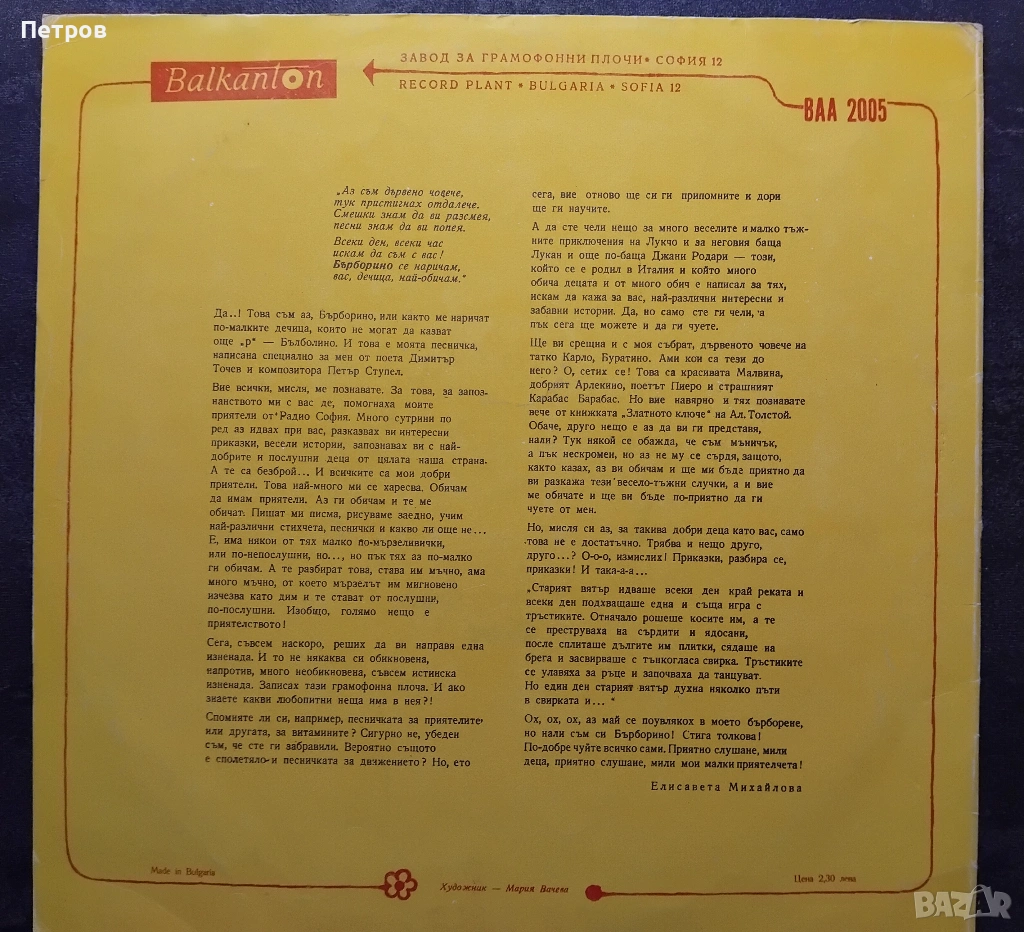 Петров
Balkanton
ЗАВОД ЗА ГРАМОФОННИ ПЛОЧИ • СОФИЯ 12
RECORD PLANT • BULGARIA • SOFIA 12
ВАА 2005
„Аз съм дървено човече,
тук пристигнах отдалече.
Смешки знам да ви разсмея,
песни знам да ви попея.
Всеки ден, всеки час
искам да съм с вас!
Бърборино се наричам,
вас, дечица, най-обичам."
Да..! Това съм аз, Бърборино, или както ме наричат
по-малките дечица, които не могат да казват
още „р" — Бълболино. И това е моята песничка,
написана специално за мен от поета Димитър
Точев и композитора Петър Ступел.
Вие всички, мисля, ме познавате. За това, за запоз-
нанството ми с вас де, помогнаха моите
приятели от Радио София. Много сутрини по
ред аз идвах при вас, разказвах ви интересни
приказки, весели истории, запознавах ви с най-
добрите и послушни деца от цялата наша страна.
А те са безброй... И всичките са мои добри
приятели. Това най-много ми се харесва. Обичам
да имам приятели. Аз ги обичам и те ме
обичат. Пишат ми писма, рисуваме заедно, учим
най-различни стихчета, песнички и какво ли още не...
Е, има някои от тях малко по-мързеливички,
или по-непослушни, но..., но пък тях аз по-малко
ги обичам. А те разбират това, става им мъчно, ама
много мъчно, от което мързелът им мигновено
изчезва като дим и те стават от послушни,
по-послушни. Изобщо, голямо нещо е
приятелството!
Сега, съвсем наскоро, реших да ви направя една
изненада. И то не някаква си обикновена,
напротив, много необикновена, съвсем истинска
изненада. Записах тази грамофонна плоча. И ако
знаете какви любопитни неща има в нея?!
Спомняте ли си, например, песничката за приятелите
или другата, за витамините? Сигурно не, убеден
съм, че сте ги забравили. Вероятно същото
е сполетяло и песничката за движението? Но, ето
сега, вие отново ще си ги припомните и дори
ще ги научите.
А да сте чели нещо за много веселите и малко тъж-
ните приключения на Лукчо и за неговия баща
Лукан и още по-баща Джани Родари — този,
който се е родил в Италия и който много
обича децата и от много обич е написал за тях,
искам да кажа за вас, най-различни интересни и
забавни истории. Да, но само сте ги чели, а
пък сега ще можете и да ги чуете.
Ще ви срещна и с моя събрат, дървеното човече на
татко Карло, Буратино. Ами кои са тези до
него? О, сетих се! Това са красивата Малвина,
добрият Арлекино, поетът Пиеро и страшният
Карабас Барабас. Но вие навярно и тях познавате
вече от книжката „Златното ключе" на Ал. Толстой.
Обаче, друго нещо е аз да ви ги представя,
нали? Тук някой се обажда, че съм мъничък,
а пък нескромен, но аз не му се сърдя, защото,
както казах, аз ви обичам и ще ми бъде приятно да
ви разкажа тези весело-тъжни случки, а и вие
ме обичате и ще ви бъде по-приятно да ги
чуете от мен.
Но, мисля си аз, за такива добри деца като вас, само
това не е достатъчно. Трябва и нещо друго,
друго...? О-о-о, измислих! Приказки, разбира се,
приказки! И така-а-а...
„Старият вятър идваше всеки ден край реката и
всеки ден подхващаше една и съща игра с
тръстиките. Отначало рошеше косите им, а те
се преструваха на сърдити и ядосани,
после сплиташе дългите им плитки, сядаше на
брега и засвирваше с тънкогласа свирка. Тръстиките
се улавяха за ръце и започваха да танцуват.
Но един ден старият вятър духна няколко пъти
в свирката и... "
Ох, ох, ох, аз май се поувлякох в моето бърборене,
но нали съм си Бърборино! Стига толкова!
По-добре чуйте всичко сами. Приятно слушане, мили
деца, приятно слушане, мили мои малки приятелчета!
Елисавета Михайлова
Made in Bulgaria
Художник — Мария Вачева
Цена 2,30 лева
BAZAR